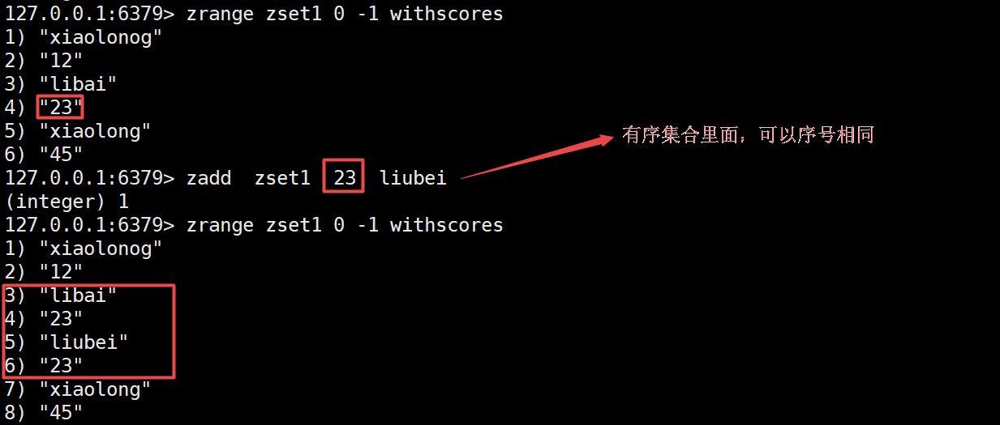 127.0.0.1:6379> zrange zset1 0 -1 withscores
1) "xiaolonog"
2) "12"
3) "libai"
4) "23"
5) "xiaolong"
6) "45"
有序集合里面，可以序号相同
127.0.0.1:6379> zadd  zset1  23  liubei
(integer) 1
127.0.0.1:6379> zrange zset1 0 -1 withscores
1) "xiaolonog"
2) "12"
3) "libai"
4) "23"
5) "liubei"
6) "23"
7) "xiaolong"
8) "45"